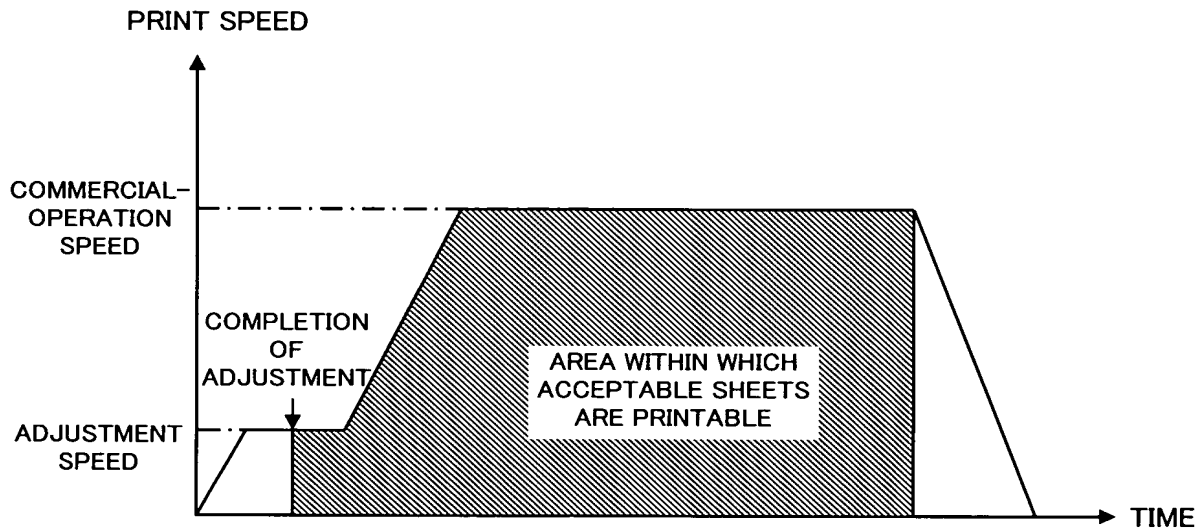 PRINT SPEED
COMMERCIAL-
OPERATION
SPEED
COMPLETION
OF
ADJUSTMENT
AREA WITHIN WHICH
ACCEPTABLE SHEETS
ARE PRINTABLE
ADJUSTMENT
SPEED
TIME